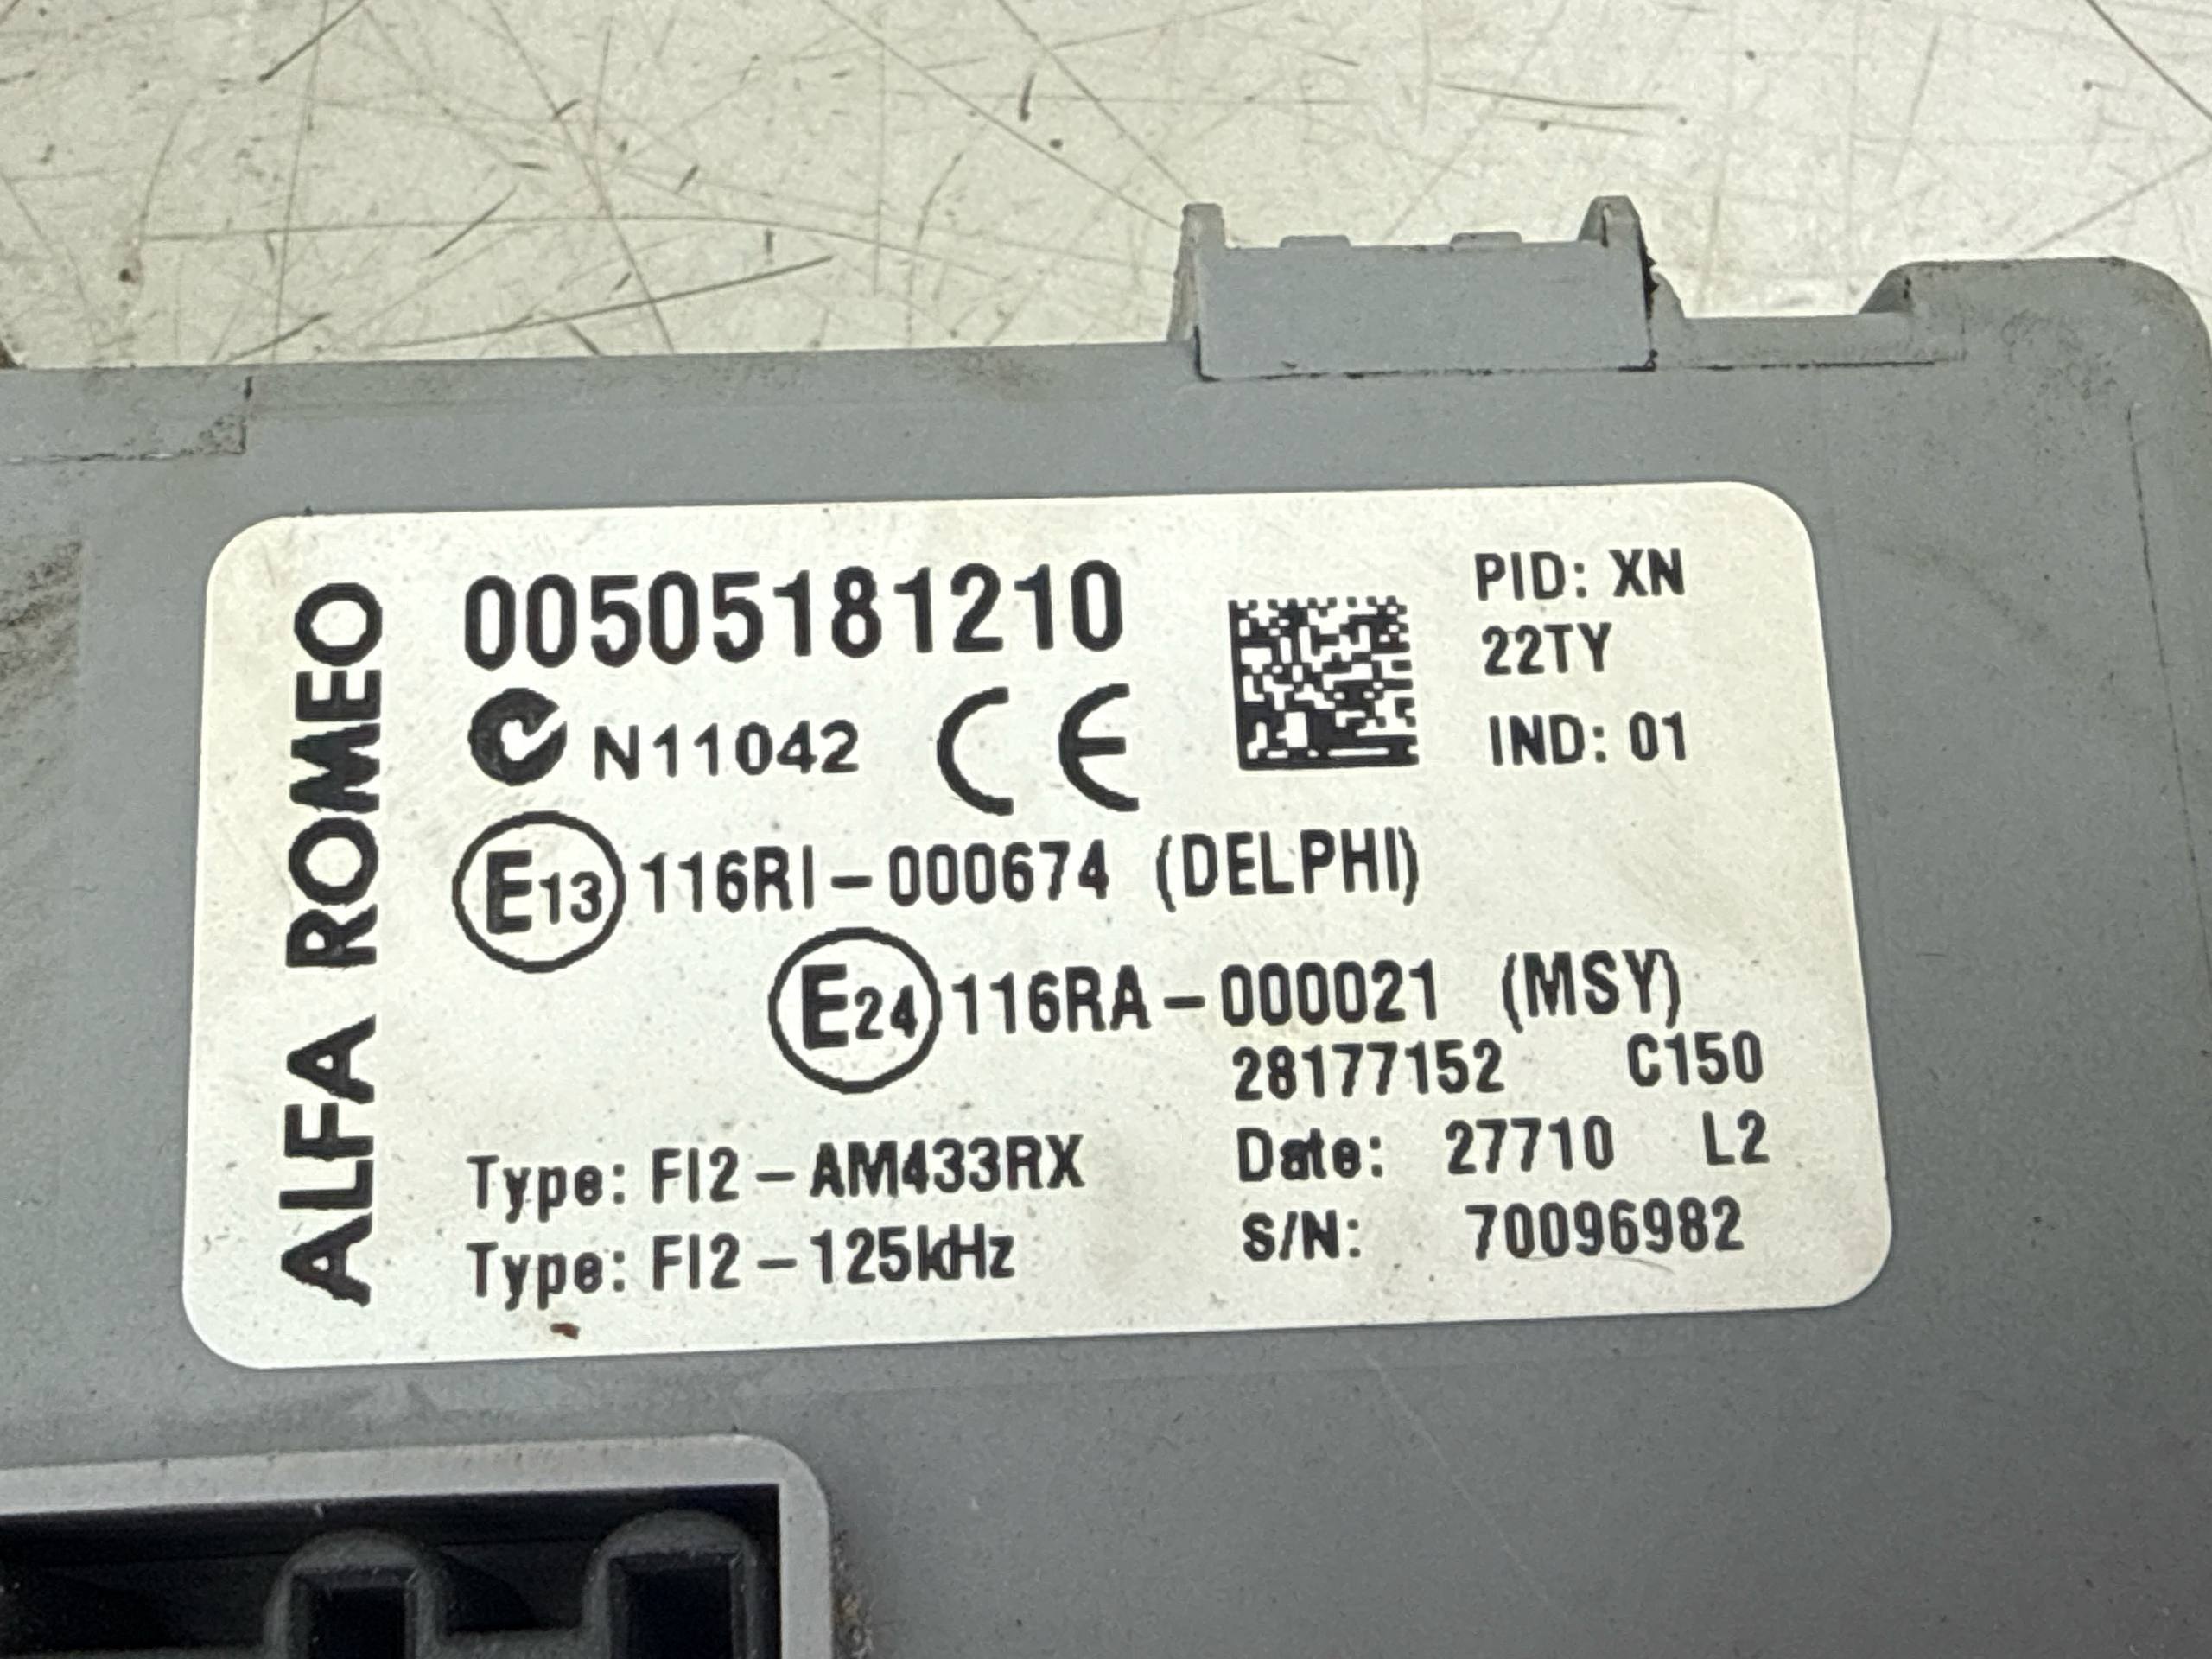 ALFA ROMEO
00505181210
N11042 CE
PID: XN
22TY
IND: 01
E13 116RI-000674 (DELPHI)
E24 116RA-000021 (MSY)
28177152 C150
Type: FI2-AM433RX
Date: 27710 L2
Type: FI2-125kHz
S/N: 70096982